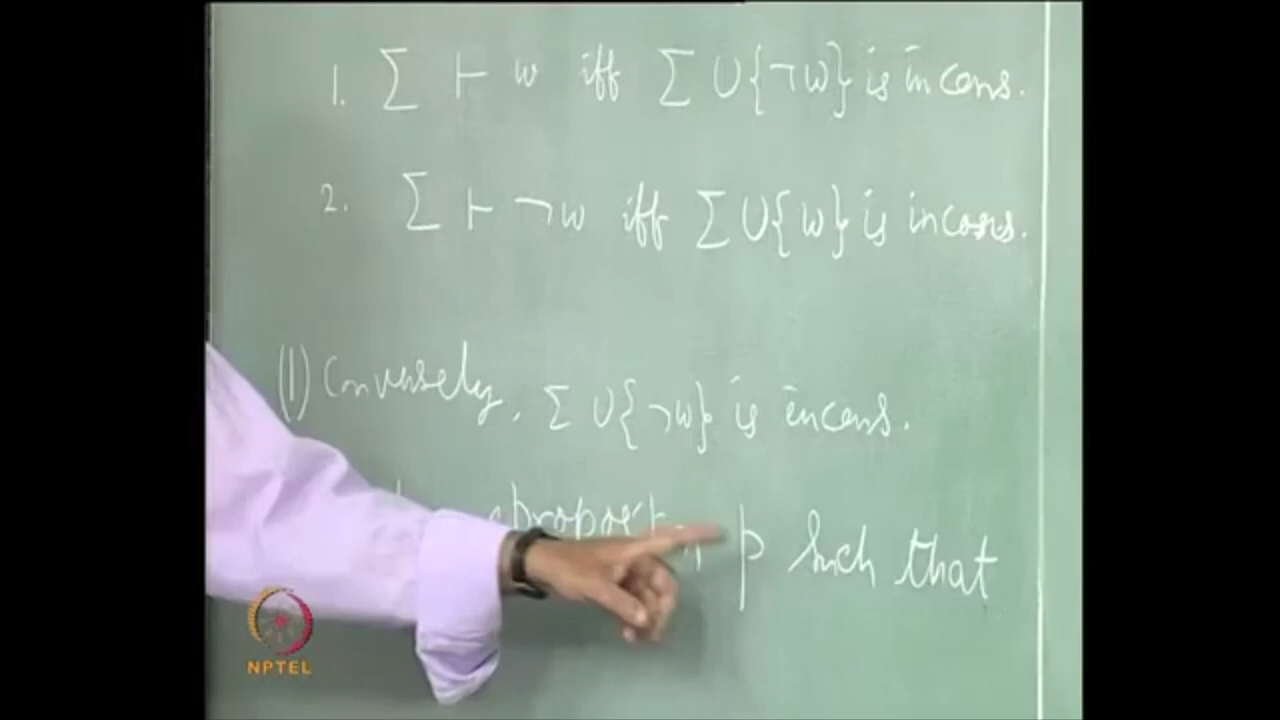 1. Σ ⊢ w iff Σ ∪ {¬w} is incons.
2. Σ ⊢ ¬w iff Σ ∪ {w} is incons.
(1) Conversely, Σ ∪ {¬w} is incons.
p such that
NPTEL